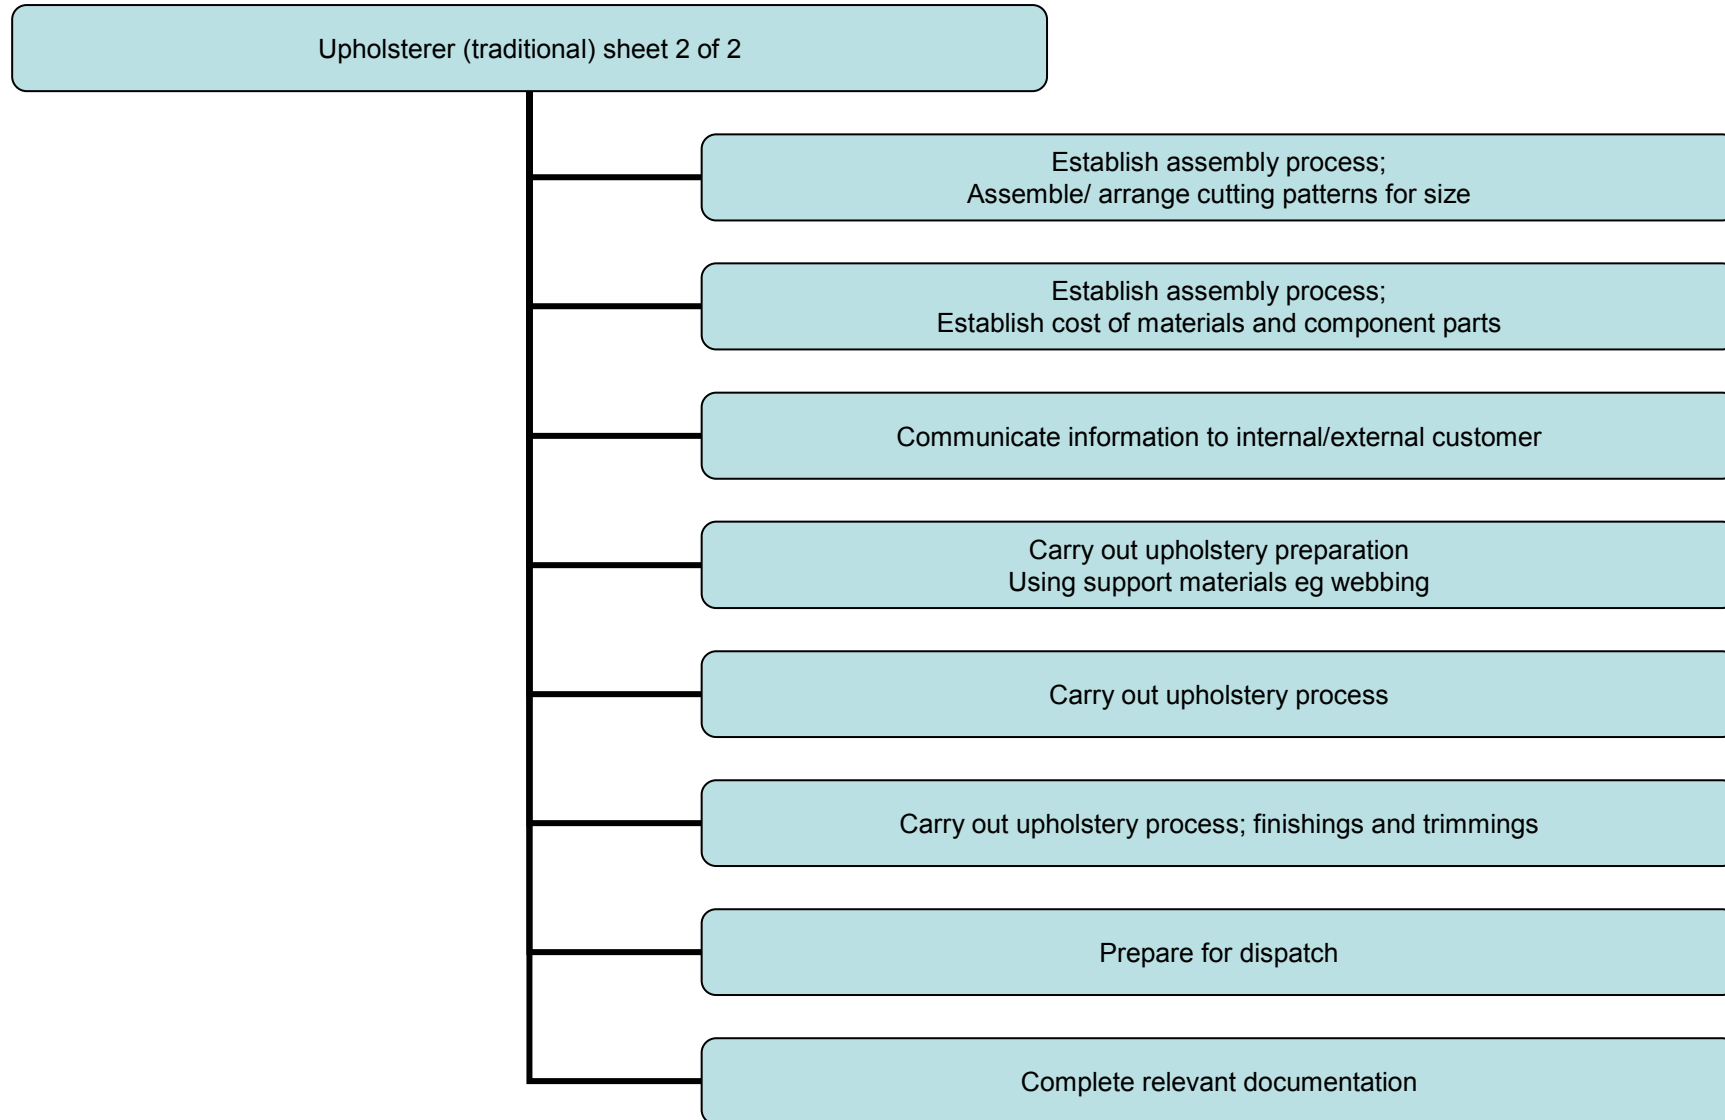 Upholsterer (traditional) sheet 2 of 2
Establish assembly process;
Assemble/ arrange cutting patterns for size
Establish assembly process;
Establish cost of materials and component parts
Communicate information to internal/external customer
Carry out upholstery preparation
Using support materials eg webbing
Carry out upholstery process
Carry out upholstery process; finishings and trimmings
Prepare for dispatch
Complete relevant documentation